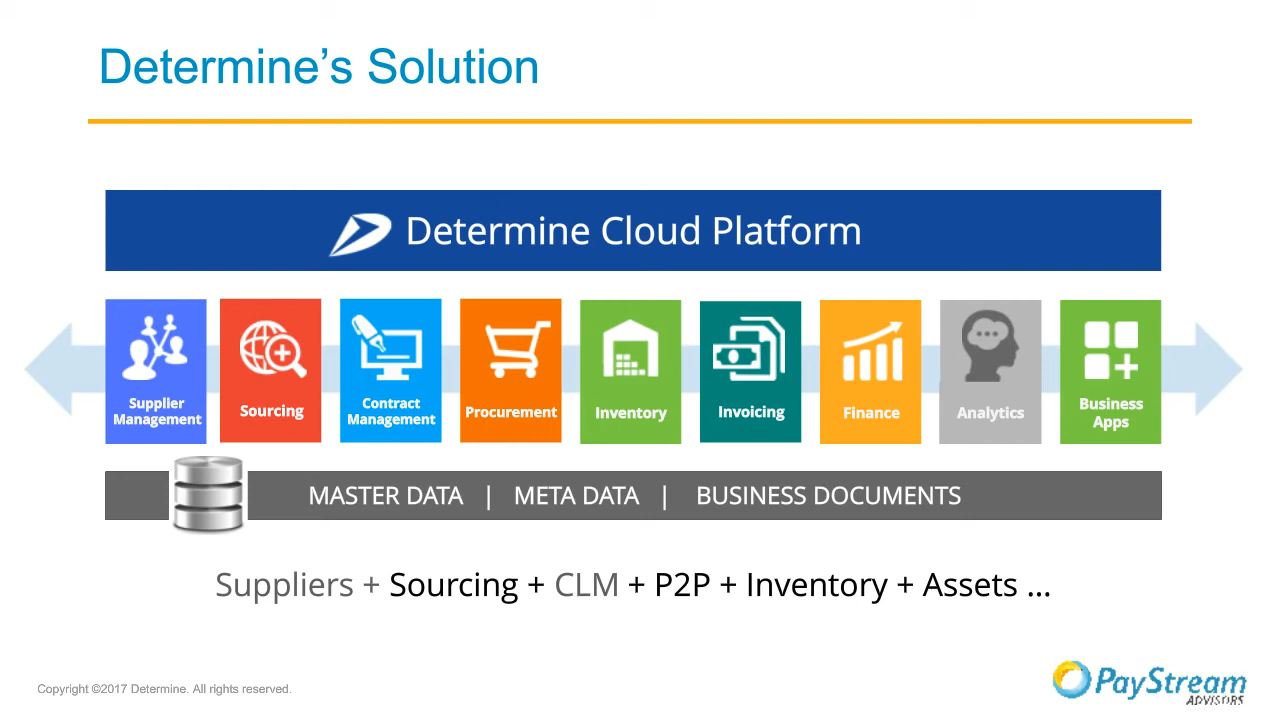 Determine’s Solution
Determine Cloud Platform
Supplier
Management
Sourcing
Contract
Management
Procurement
Inventory
Invoicing
Finance
Analytics
Business
Apps
MASTER DATA | META DATA | BUSINESS DOCUMENTS
Suppliers + Sourcing + CLM + P2P + Inventory + Assets ...
Copyright ©2017 Determine. All rights reserved.
PayStream
ADVISORS